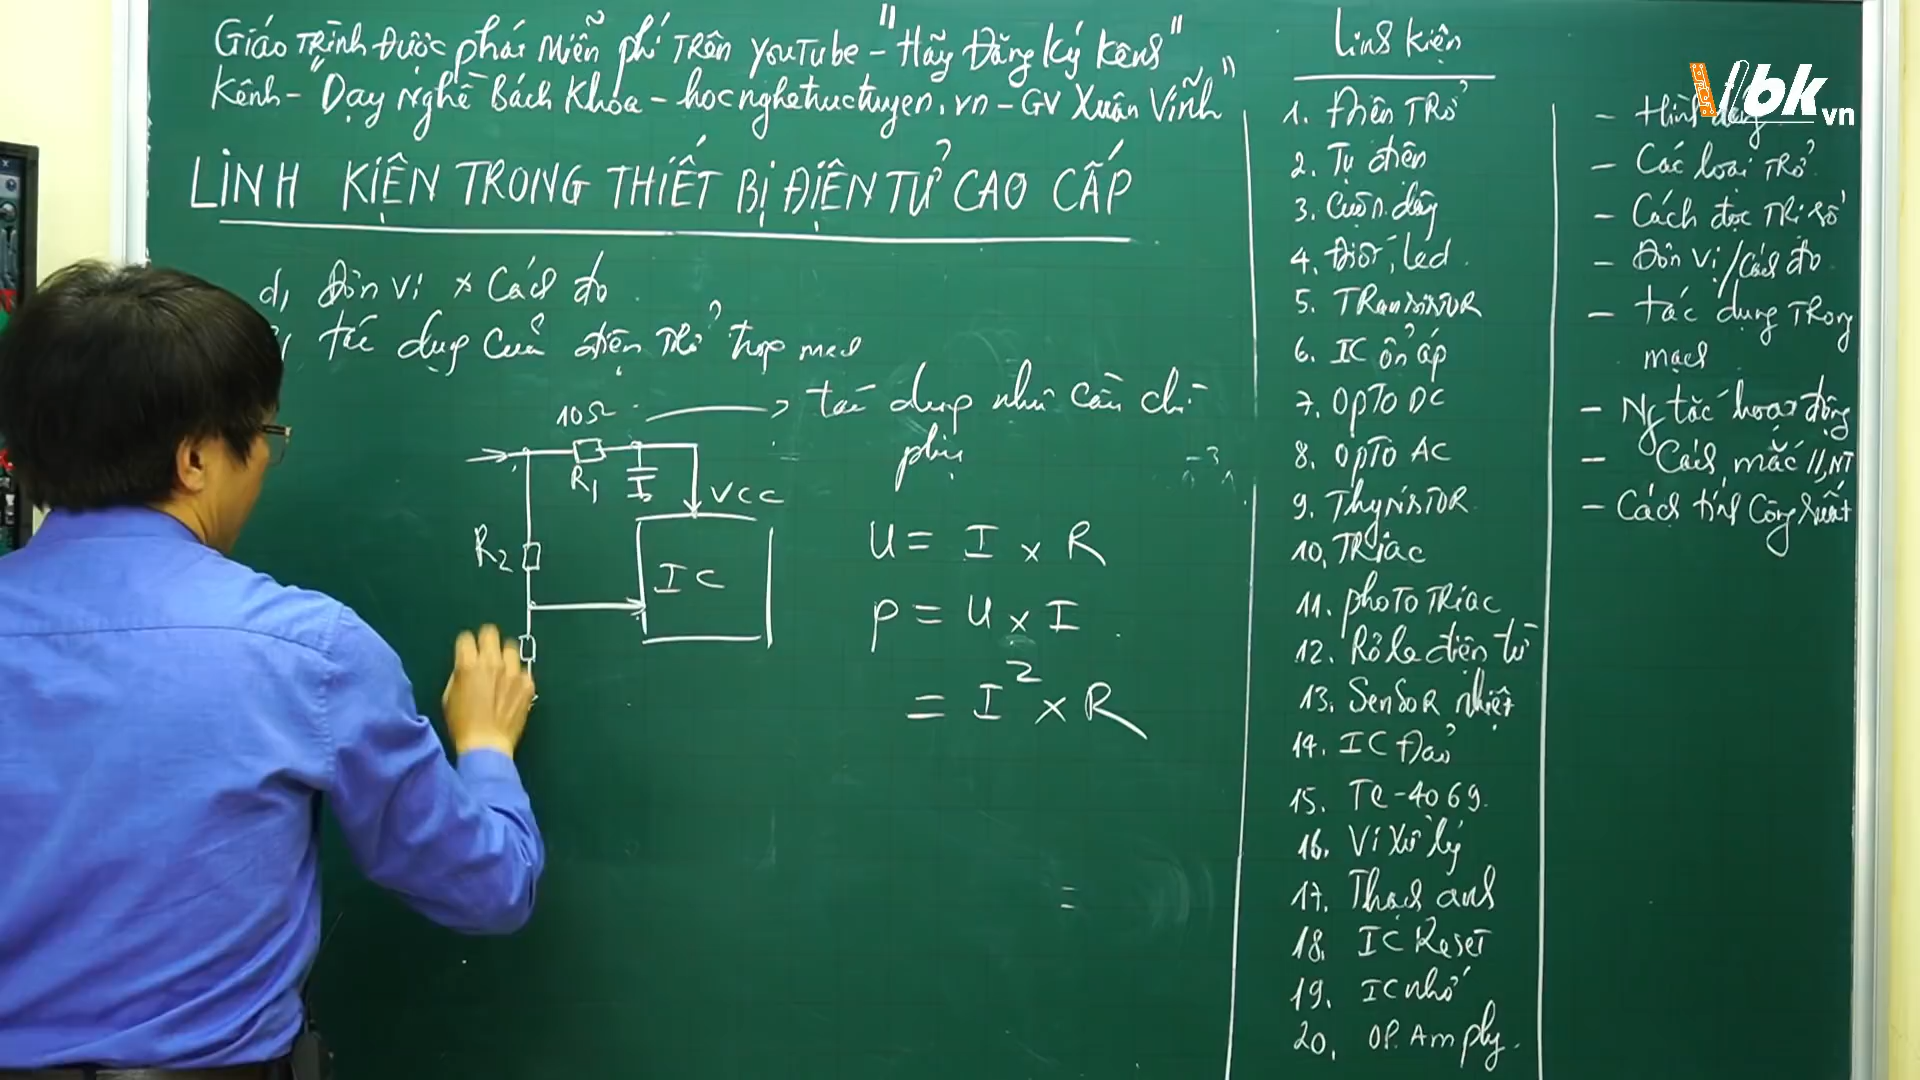 Giáo Trình Được phát Miễn phí Trên YouTube - "Hãy Đăng Ký Kênh"
Kênh - "Dạy Nghề Bách Khoa - hocnghetructuyen.vn - GV Xuân Vĩnh"
LINH KIỆN TRONG THIẾT BỊ ĐIỆN TỬ CAO CẤP
d, Đơn vị × Cách đo
tác dụng của điện trở trong mạch
10Ω → tác dụng như cầu chì
phụ
R1
VCC
R2
IC
U = I × R
P = U × I
= I² × R
=
Linh Kiện
1. Điện Trở
2. Tụ điện
3. Cuộn dây
4. Điốt, led
5. TRansisTOR
6. IC ổn áp
7. OpTo DC
8. OpTo AC
9. ThyRisTOR
10, TRiac
11. phoTo TRiac
12. Rơ le điện từ
13. SenSoR nhiệt
14. IC Đảo
15. TC-4069.
16. Vi Xử lý
17. Thạch anh
18. IC ReseT
19. IC nhớ
20, OP. Amply.
- Hình dạng
- Các loại Trở
- Cách đọc Trị số
- Đơn vị / Cách đo
- tác dụng TRong
mạch
- Ng tắc hoạt động
- Cách mắc //, NT
- Cách tính Công suất
bk
.vn